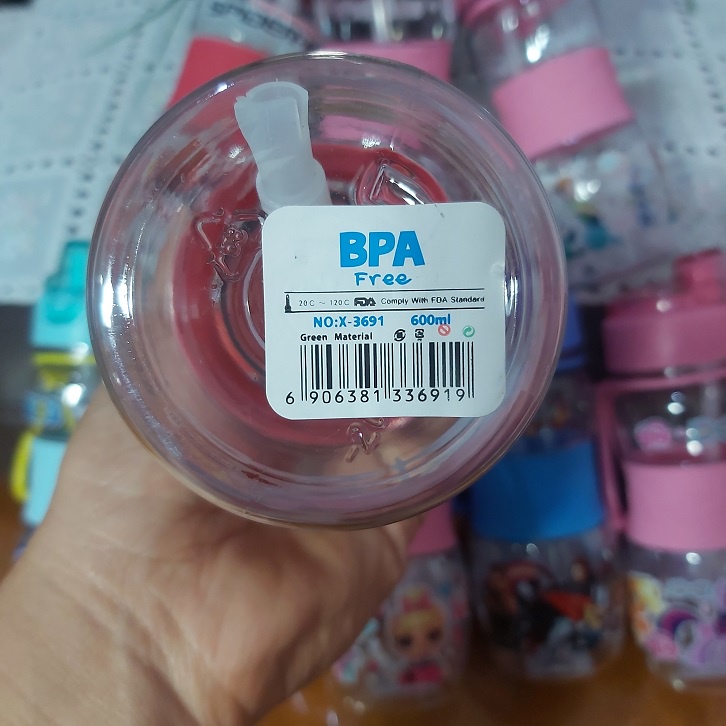 BPA
Free
20C ~ 120C FDA Comply With FDA Standard
NO:X-3691 600ml
Green Material
6 906381 336919